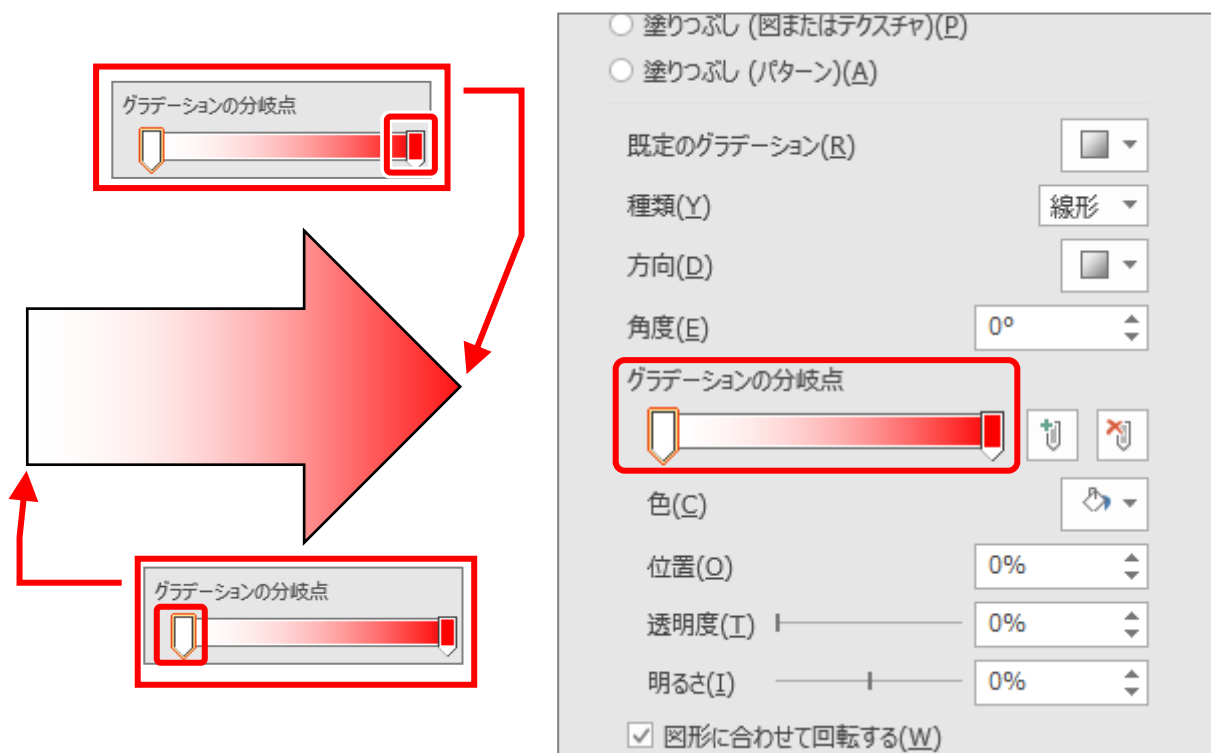 グラデーションの分岐点
グラデーションの分岐点
塗りつぶし (図またはテクスチャ)(P)
塗りつぶし (パターン)(A)
既定のグラデーション(R)
種類(Y) 線形
方向(D)
角度(E) 0°
グラデーションの分岐点
色(C)
位置(O) 0%
透明度(T) 0%
明るさ(I) 0%
図形に合わせて回転する(W)